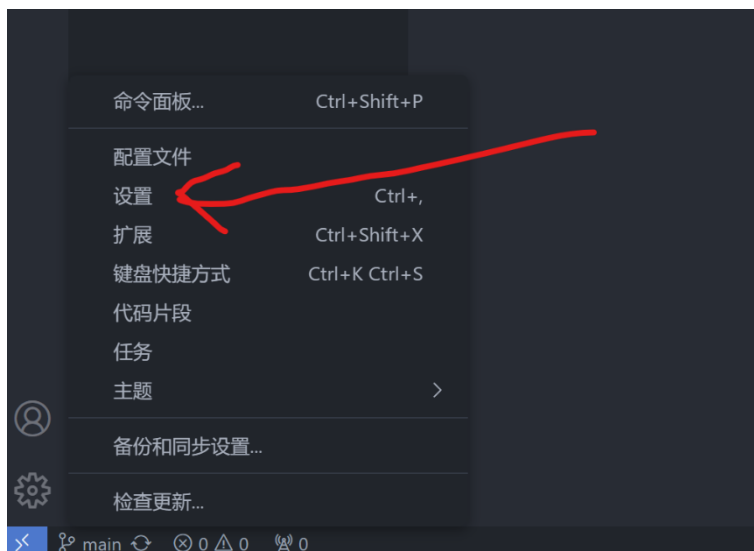 命令面板... Ctrl+Shift+P
配置文件
设置 Ctrl+,
扩展 Ctrl+Shift+X
键盘快捷方式 Ctrl+K Ctrl+S
代码片段
任务
主题
备份和同步设置...
检查更新...
main 0 0 0